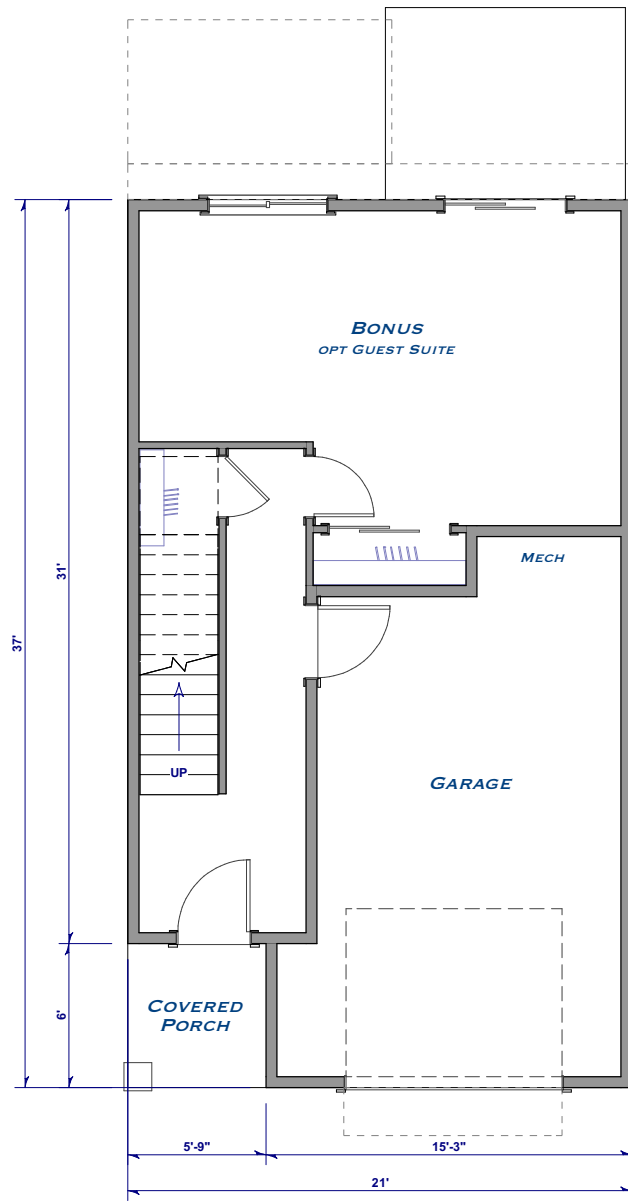 BONUS
OPT GUEST SUITE
MECH
31'
37'
UP
GARAGE
COVERED
PORCH
6'
5'-9"
15'-3"
21'